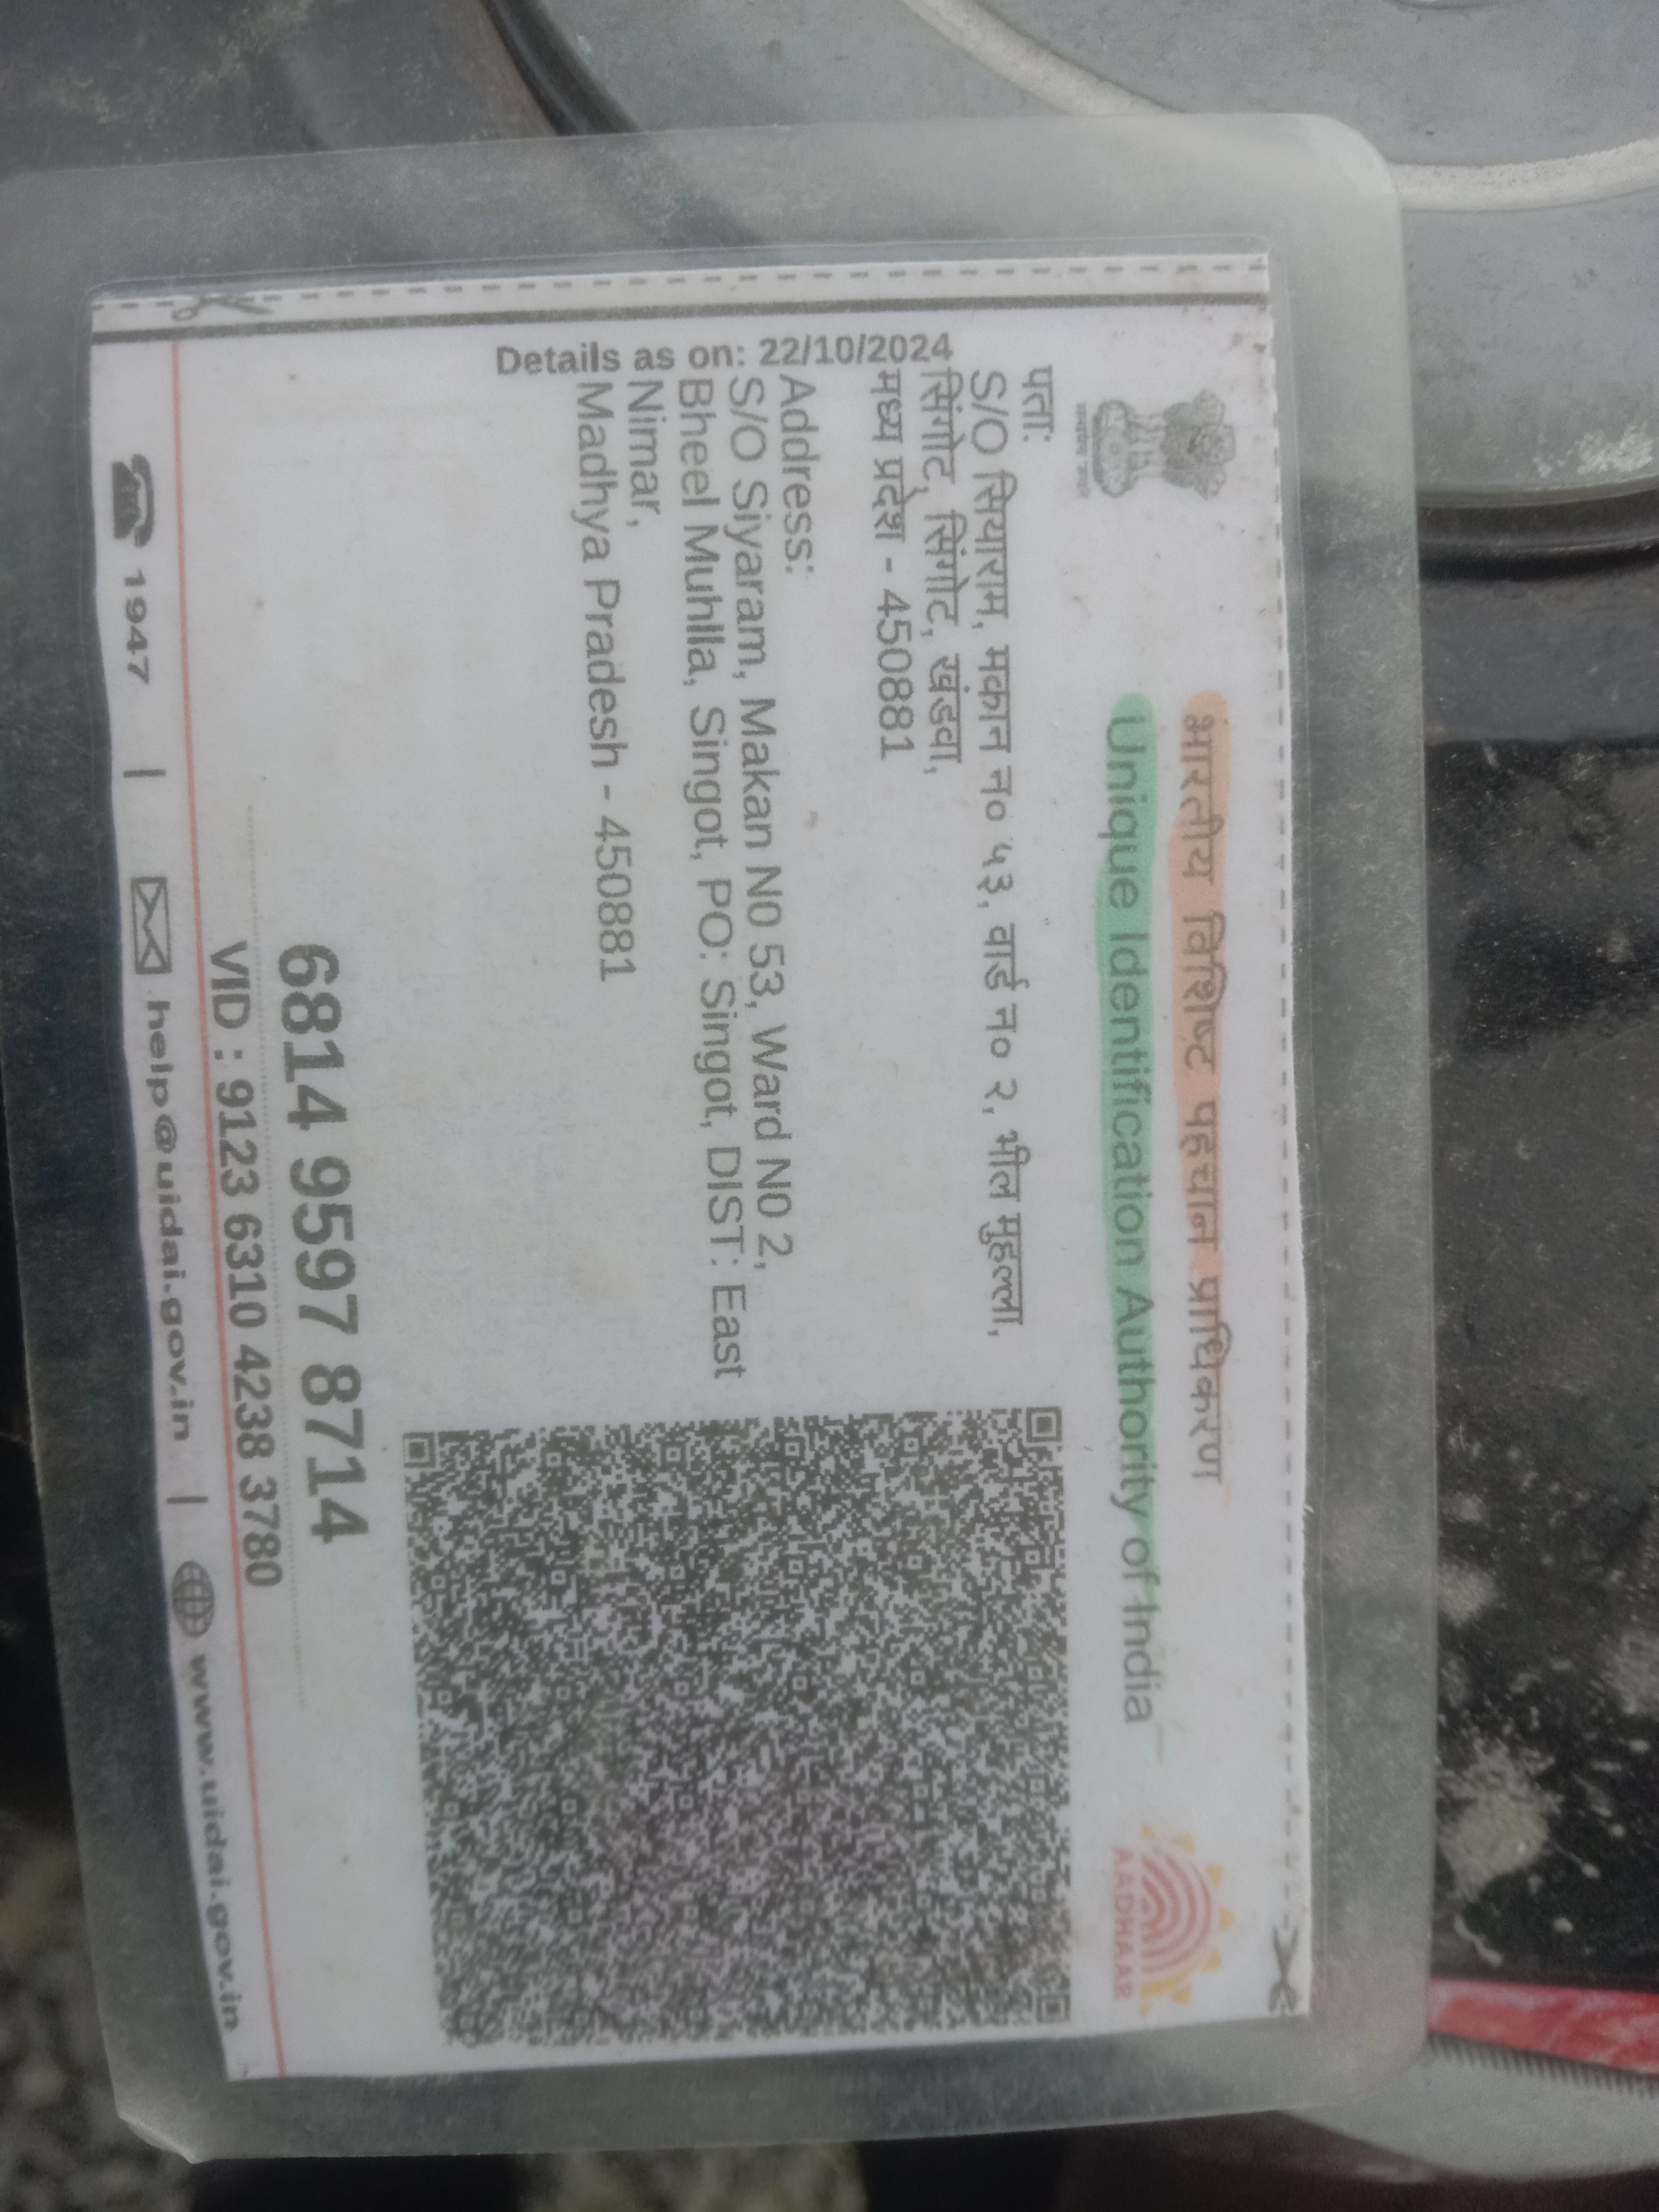 भारतीय विशिष्ट पहचान प्राधिकरण
Unique Identification Authority of India
AADHAAR
Details as on: 22/10/2024
पता:
S/O सियाराम, मकान न० ५३, वार्ड न० २, भील मुहल्ला,
सिंगोट, सिंगोट, खंडवा,
मध्य प्रदेश - 450881
Address:
S/O Siyaram, Makan N0 53, Ward N0 2,
Bheel Muhlla, Singot, PO: Singot, DIST: East
Nimar,
Madhya Pradesh - 450881
6814 9597 8714
VID : 9123 6310 4238 3780
1947 | help@uidai.gov.in | www.uidai.gov.in